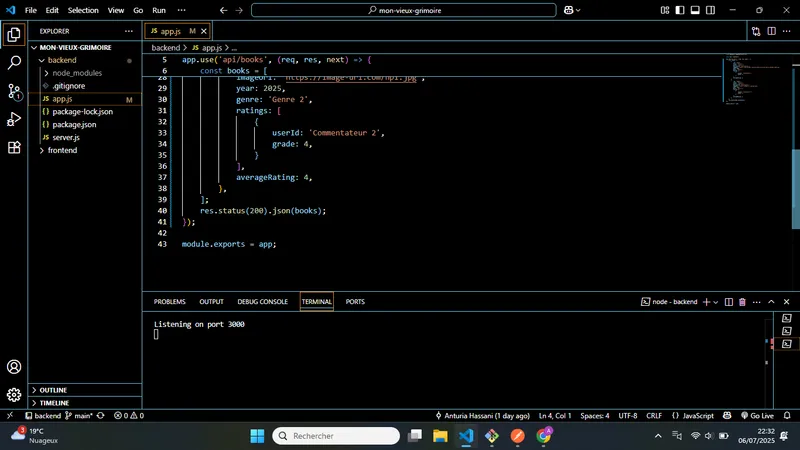 File Edit Selection View Go Run ... mon-vieux-grimoire
EXPLORER ...
MON-VIEUX-GRIMOIRE
backend
node_modules
.gitignore
app.js M
package-lock.json
package.json
server.js
frontend
OUTLINE
TIMELINE
JS app.js M
backend > JS app.js > ...
5 app.use('api/books', (req, res, next) => {
6 const books = [
28 imageUrl: 'https://image-url.com/hp1.jpg',
29 year: 2025,
30 genre: 'Genre 2',
31 ratings: [
32 {
33 userId: 'Commentateur 2',
34 grade: 4,
35 }
36 ],
37 averageRating: 4,
38 },
39 ];
40 res.status(200).json(books);
41 });
42
43 module.exports = app;
PROBLEMS OUTPUT DEBUG CONSOLE TERMINAL PORTS node - backend
Listening on port 3000
backend main* 0 0 Anturia Hassani (1 day ago) Ln 4, Col 1 Spaces: 4 UTF-8 CRLF {} JavaScript Go Live
3 19°C
Nuageux
Rechercher
22:32
06/07/2025